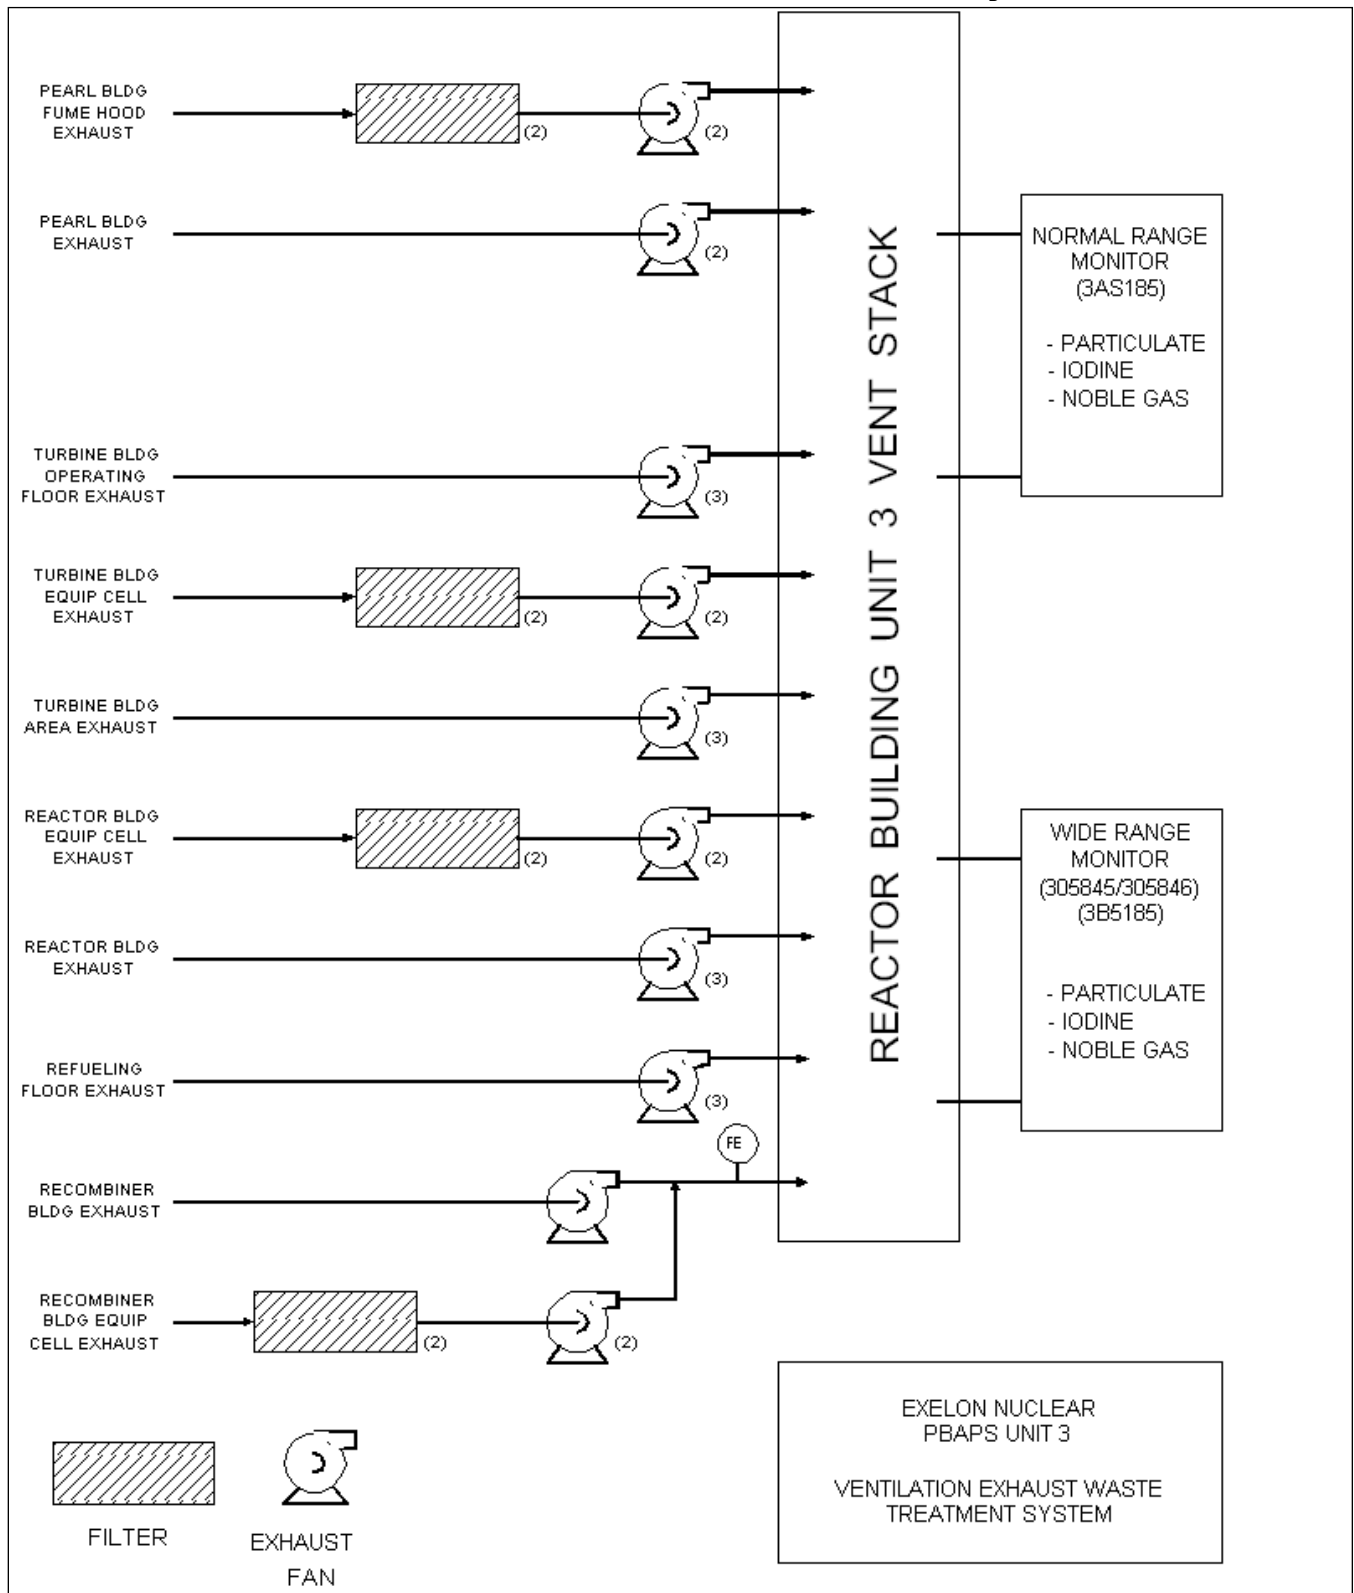 PEARL BLDG
FUME HOOD
EXHAUST
(2)
(2)
PEARL BLDG
EXHAUST
(2)
TURBINE BLDG
OPERATING
FLOOR EXHAUST
(3)
TURBINE BLDG
EQUIP CELL
EXHAUST
(2)
(2)
TURBINE BLDG
AREA EXHAUST
(3)
REACTOR BLDG
EQUIP CELL
EXHAUST
(2)
(2)
REACTOR BLDG
EXHAUST
(3)
REFUELING
FLOOR EXHAUST
(3)
FE
RECOMBINER
BLDG EXHAUST
RECOMBINER
BLDG EQUIP
CELL EXHAUST
(2)
(2)
REACTOR BUILDING UNIT 3 VENT STACK
NORMAL RANGE
MONITOR
(3AS185)
- PARTICULATE
- IODINE
- NOBLE GAS
WIDE RANGE
MONITOR
(305845/305846)
(3B5185)
- PARTICULATE
- IODINE
- NOBLE GAS
FILTER
EXHAUST
FAN
EXELON NUCLEAR
PBAPS UNIT 3
VENTILATION EXHAUST WASTE
TREATMENT SYSTEM